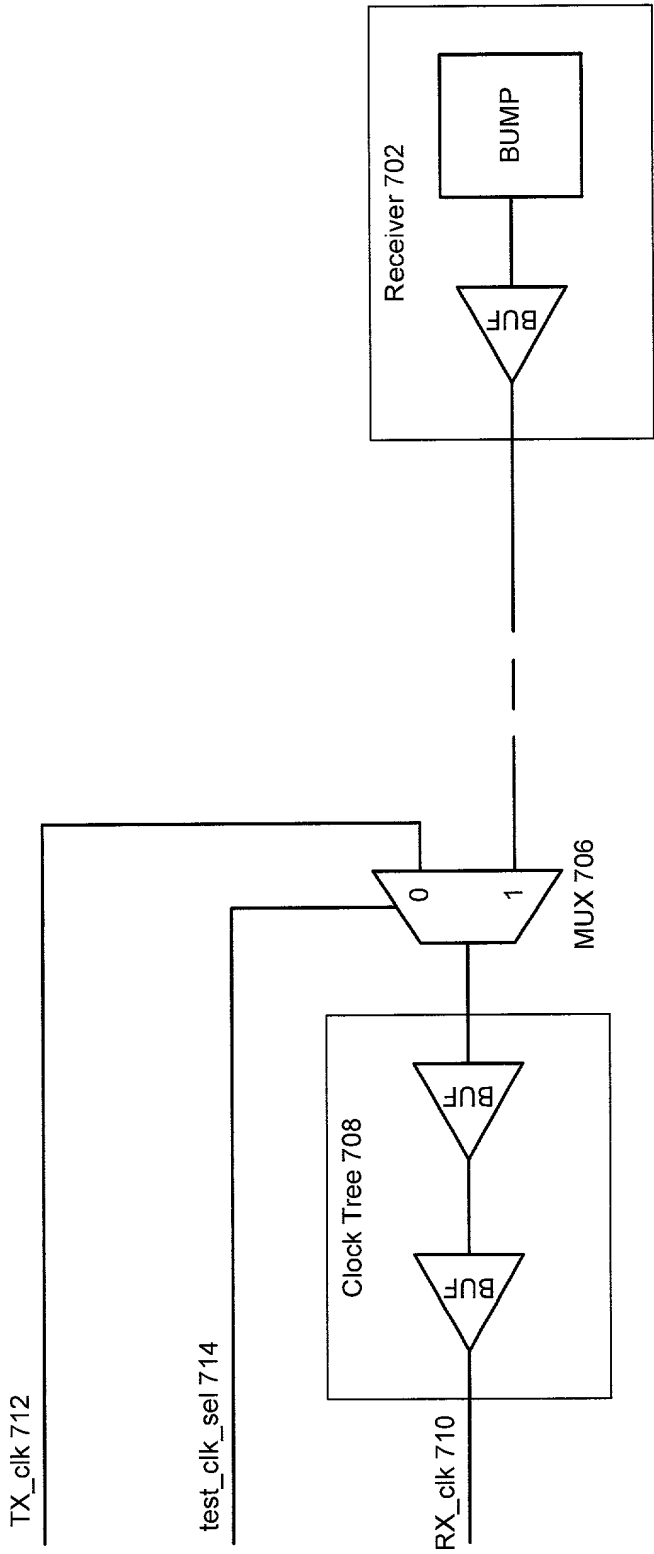 TX_clk 712
test_clk_sel 714
RX_clk 710
Clock Tree 708
BUF
BUF
0
1
MUX 706
Receiver 702
BUF
BUMP